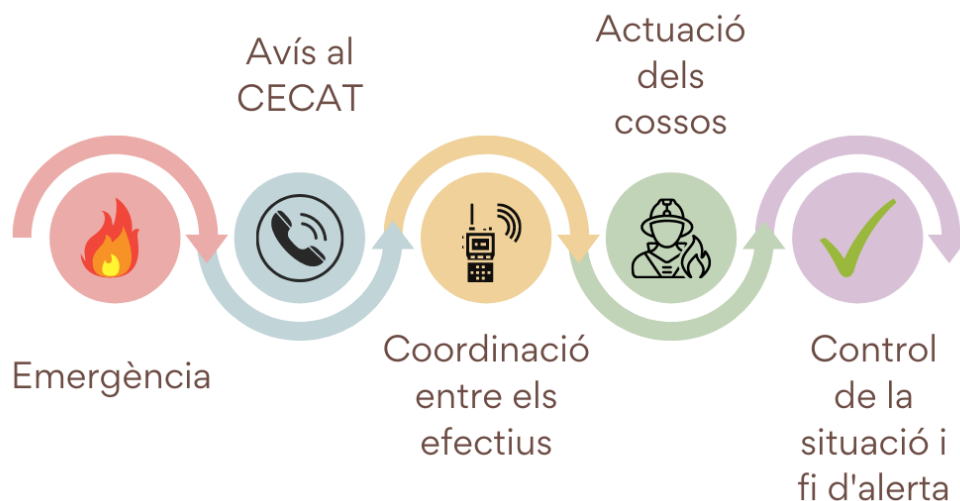 Emergència
Avís al
CECAT
Coordinació
entre els
efectius
Actuació
dels
cossos
Control
de la
situació i
fi d'alerta